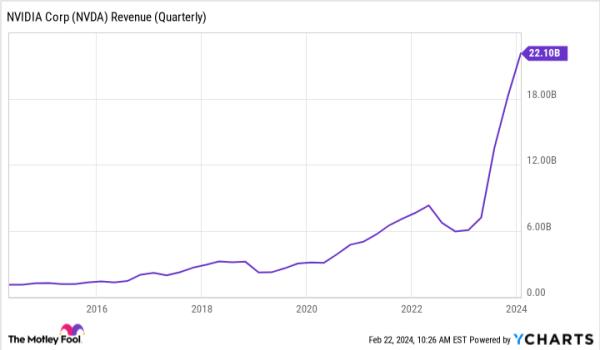 NVIDIA Corp (NVDA) Revenue (Quarterly)
22.10B
18.00B
12.00B
6.00B
0.00
2016 2018 2020 2022 2024
The Motley Fool
Feb 22, 2024, 10:26 AM EST Powered by YCHARTS